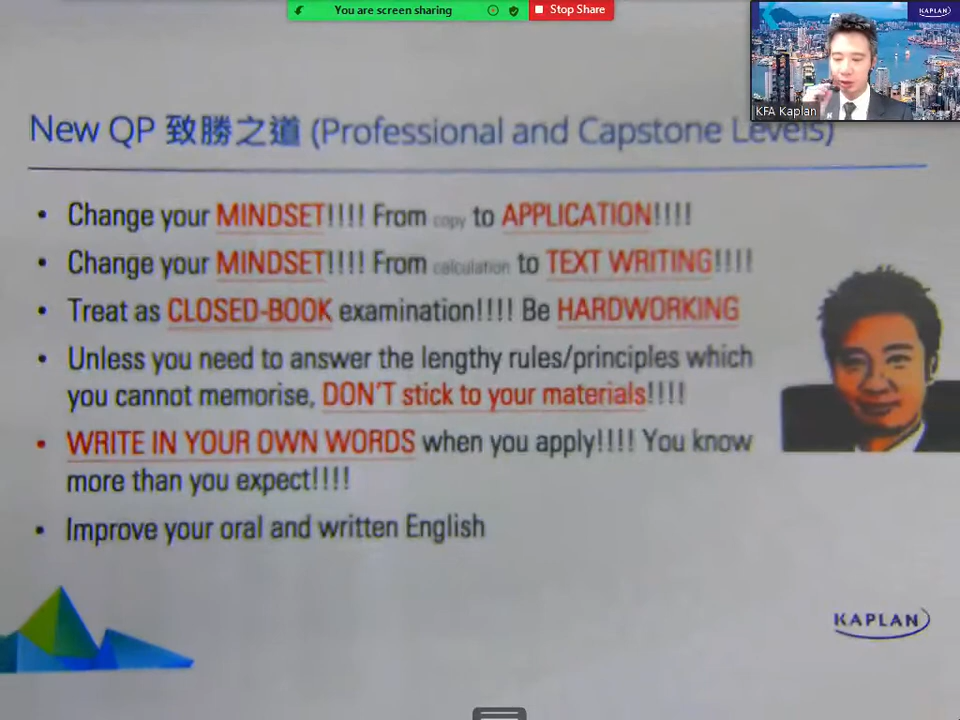 You are screen sharing
Stop Share
KAPLAN
KFA Kaplan
New QP 致勝之道 (Professional and Capstone Levels)
• Change your MINDSET!!!! From copy to APPLICATION!!!!
• Change your MINDSET!!!! From calculation to TEXT WRITING!!!!
• Treat as CLOSED-BOOK examination!!!! Be HARDWORKING
• Unless you need to answer the lengthy rules/principles which
you cannot memorise, DON'T stick to your materials!!!!
• WRITE IN YOUR OWN WORDS when you apply!!!! You know
more than you expect!!!!
• Improve your oral and written English
KAPLAN